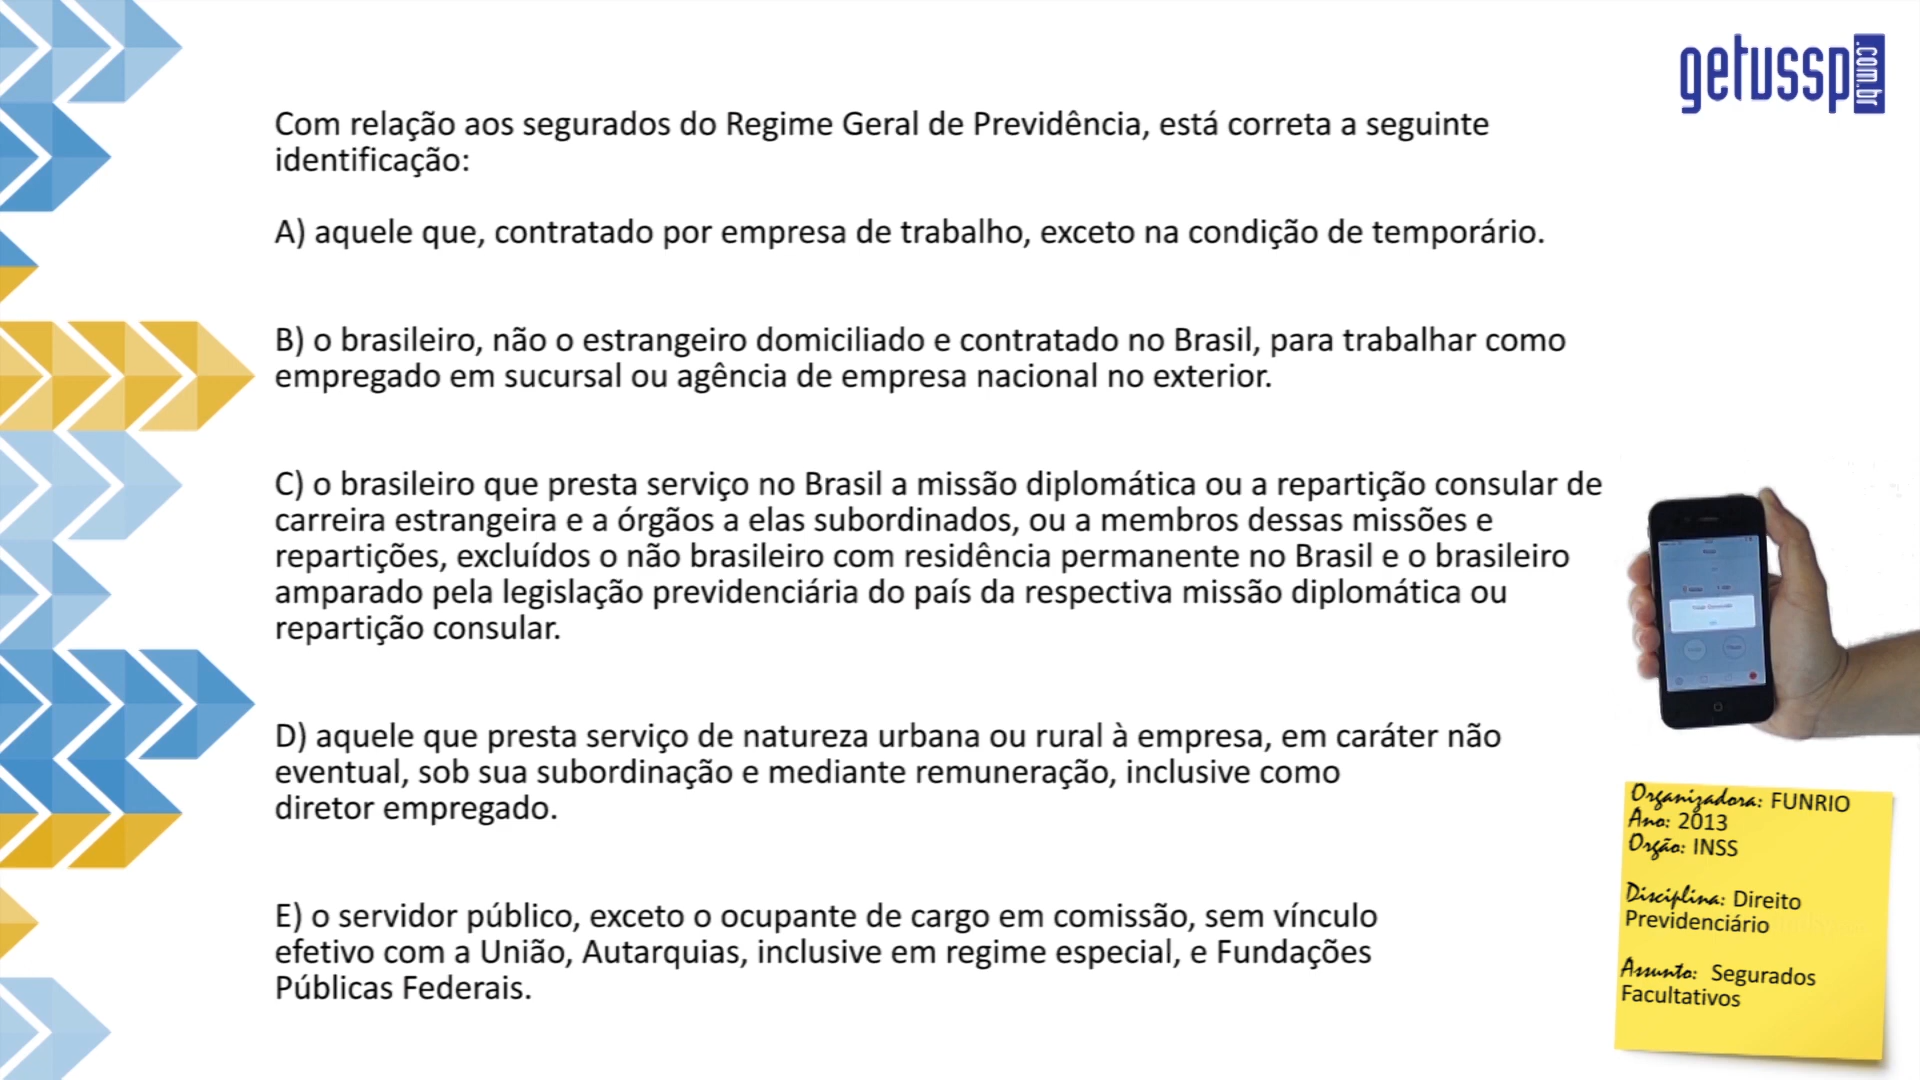 getussp.com.br
Com relação aos segurados do Regime Geral de Previdência, está correta a seguinte
identificação:
A) aquele que, contratado por empresa de trabalho, exceto na condição de temporário.
B) o brasileiro, não o estrangeiro domiciliado e contratado no Brasil, para trabalhar como
empregado em sucursal ou agência de empresa nacional no exterior.
C) o brasileiro que presta serviço no Brasil a missão diplomática ou a repartição consular de
carreira estrangeira e a órgãos a elas subordinados, ou a membros dessas missões e
repartições, excluídos o não brasileiro com residência permanente no Brasil e o brasileiro
amparado pela legislação previdenciária do país da respectiva missão diplomática ou
repartição consular.
D) aquele que presta serviço de natureza urbana ou rural à empresa, em caráter não
eventual, sob sua subordinação e mediante remuneração, inclusive como
diretor empregado.
E) o servidor público, exceto o ocupante de cargo em comissão, sem vínculo
efetivo com a União, Autarquias, inclusive em regime especial, e Fundações
Públicas Federais.
Organizadora: FUNRIO
Ano: 2013
Orgão: INSS
Disciplina: Direito
Previdenciário
Assunto: Segurados
Facultativos